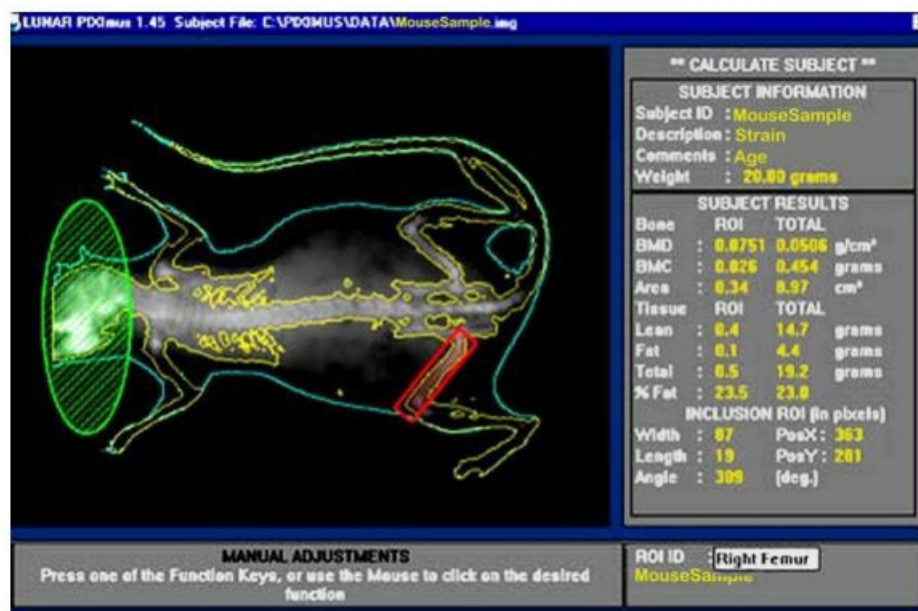 LUNAR PIXImus 1.45 Subject File: C:\PIXIMUS\DATA\MouseSample.img
** CALCULATE SUBJECT **
SUBJECT INFORMATION
Subject ID : MouseSample
Description : Strain
Comments : Age
Weight : 20.00 grams
SUBJECT RESULTS
Bone ROI TOTAL
BMD : 0.0751 0.0506 g/cm²
BMC : 0.026 0.454 grams
Area : 0.34 8.97 cm²
Tissue ROI TOTAL
Lean : 0.4 14.7 grams
Fat : 0.1 4.4 grams
Total : 0.5 19.2 grams
% Fat : 23.5 23.0
INCLUSION ROI (in pixels)
Width : 87 PosX : 363
Length : 19 PosY : 281
Angle : 309 (deg.)
MANUAL ADJUSTMENTS
Press one of the Function Keys, or use the Mouse to click on the desired
function
ROI ID : Right Femur
MouseSample